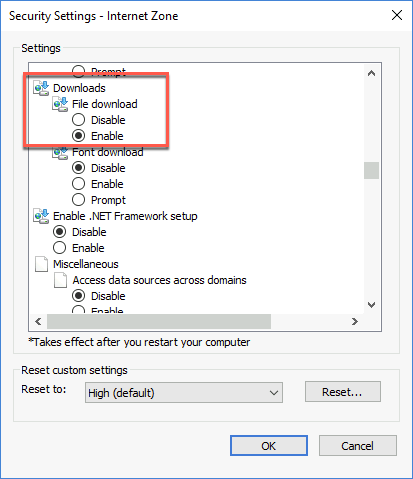 Security Settings - Internet Zone
Settings
Prompt
Downloads
File download
Disable
Enable
Font download
Disable
Enable
Prompt
Enable .NET Framework setup
Disable
Enable
Miscellaneous
Access data sources across domains
Disable
Enable
*Takes effect after you restart your computer
Reset custom settings
Reset to: High (default) Reset...
OK Cancel